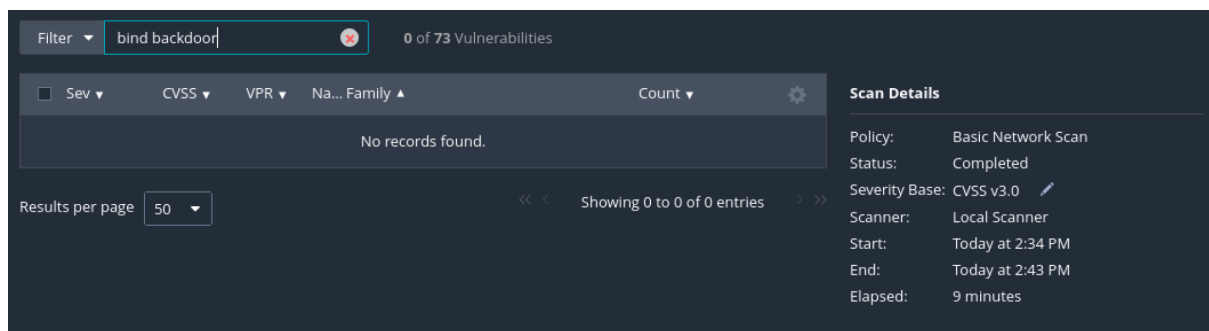 Filter bind backdoor 0 of 73 Vulnerabilities
Sev CVSS VPR Na... Family Count
No records found.
Results per page 50 Showing 0 to 0 of 0 entries
Scan Details
Policy: Basic Network Scan
Status: Completed
Severity Base: CVSS v3.0
Scanner: Local Scanner
Start: Today at 2:34 PM
End: Today at 2:43 PM
Elapsed: 9 minutes